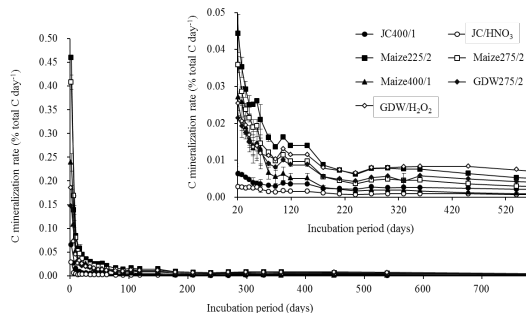 0.05
0.04
0.03
0.02
0.01
0.00
C mineralization rate (% total C day⁻¹)
JC400/1
JC/HNO₃
Maize225/2
Maize275/2
Maize400/1
GDW275/2
GDW/H₂O₂
20 120 220 320 420 520
Incubation period (days)
0.50
0.45
0.40
0.35
0.30
0.25
0.20
0.15
0.10
0.05
0.00
C mineralization rate (% total C day⁻¹)
0 100 200 300 400 500 600 700
Incubation period (days)